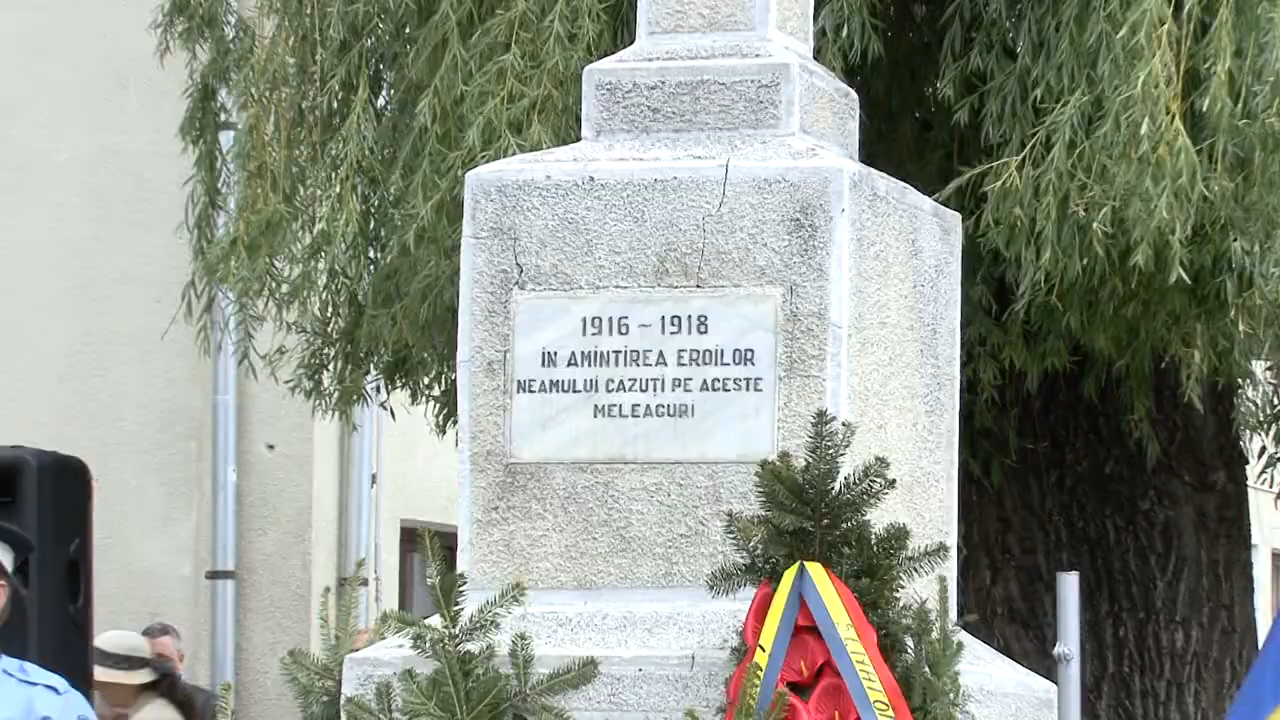 1916 ~ 1918
ÎN AMINTIREA EROILOR
NEAMULUI CĂZUȚI PE ACESTE
MELEAGURI